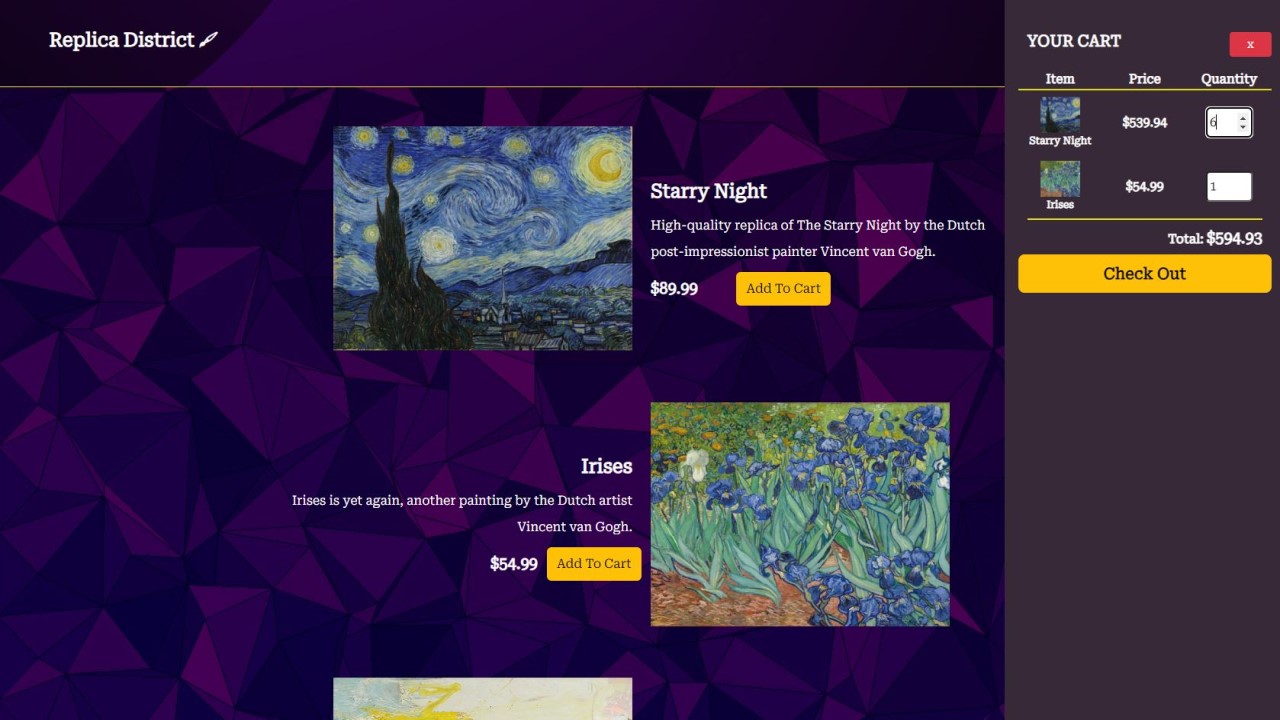 Replica District
YOUR CART
x
Item Price Quantity
$539.94 6
Starry Night
$54.99 1
Irises
Total: $594.93
Check Out
Starry Night
High-quality replica of The Starry Night by the Dutch
post-impressionist painter Vincent van Gogh.
$89.99 Add To Cart
Irises
Irises is yet again, another painting by the Dutch artist
Vincent van Gogh.
$54.99 Add To Cart